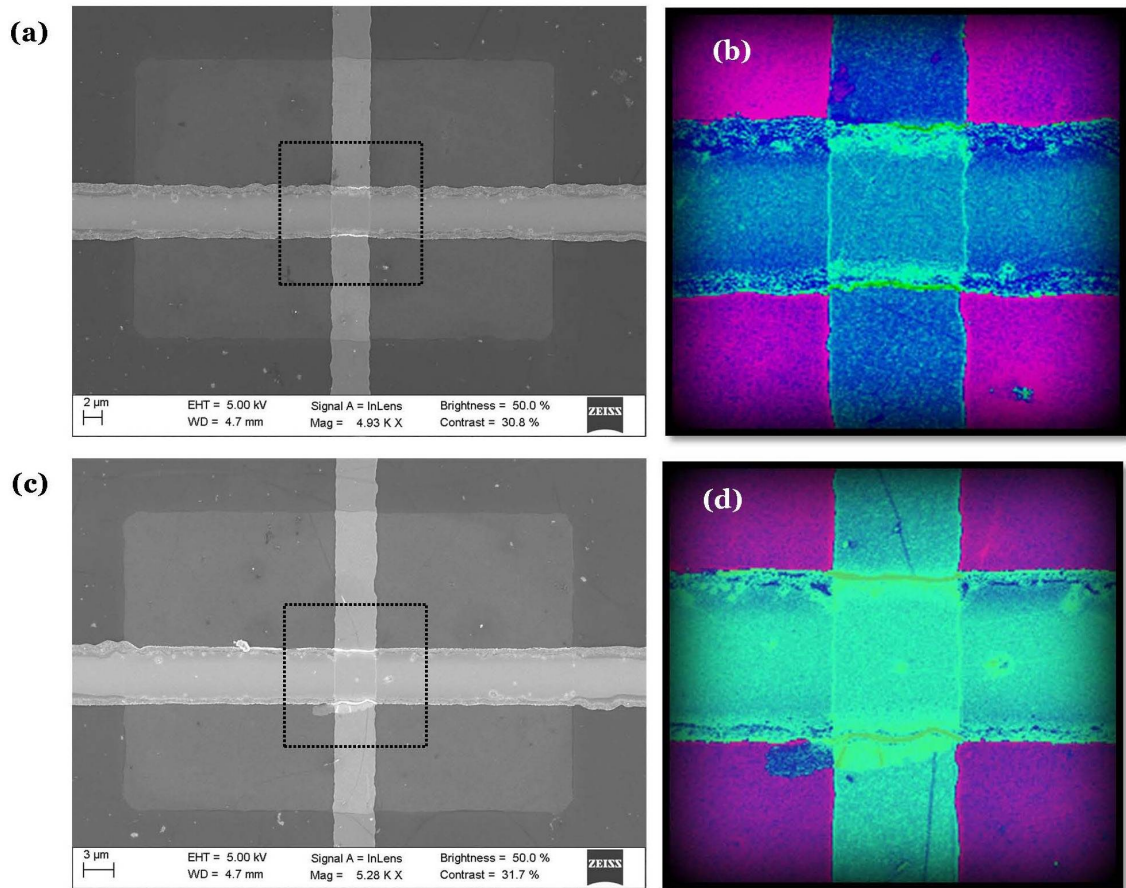 (a)
(b)
2 µm
EHT = 5.00 kV
Signal A = InLens
Brightness = 50.0 %
WD = 4.7 mm
Mag = 4.93 K X
Contrast = 30.8 %
ZEISS
(c)
(d)
3 µm
EHT = 5.00 kV
Signal A = InLens
Brightness = 50.0 %
WD = 4.7 mm
Mag = 5.28 K X
Contrast = 31.7 %
ZEISS